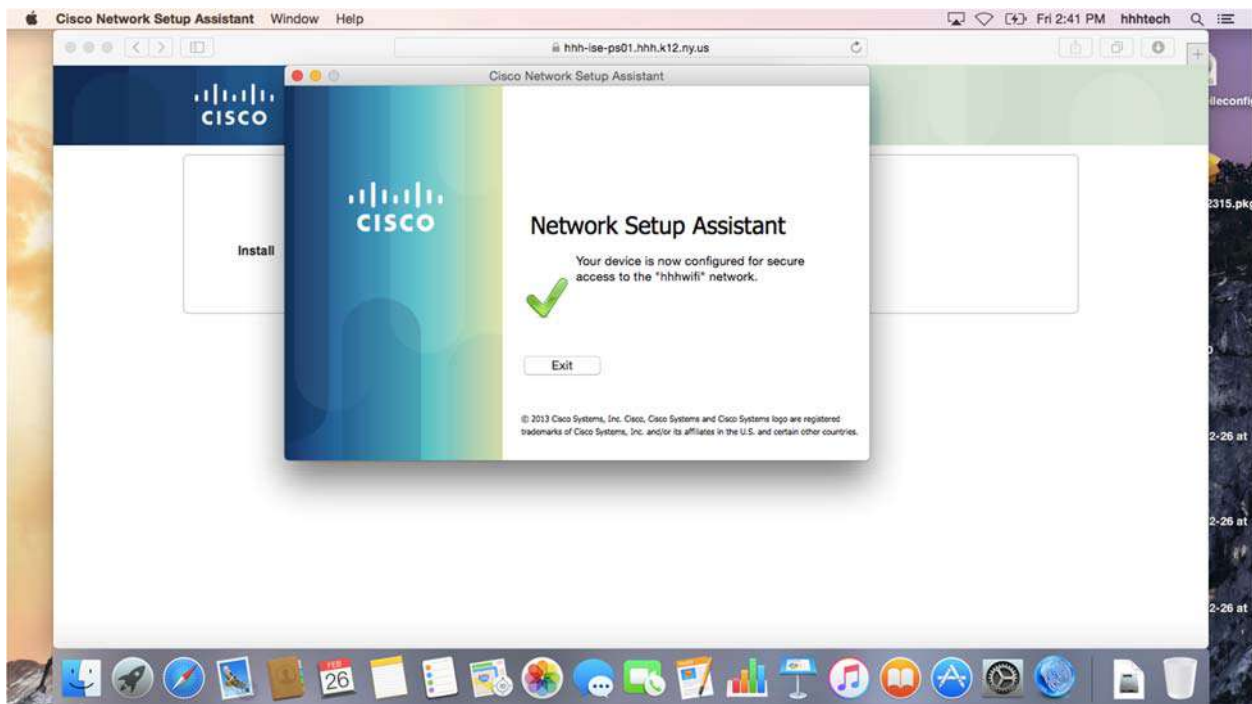 Cisco Network Setup Assistant Window Help Fri 2:41 PM hhhtech
hhh-ise-ps01.hhh.k12.ny.us
Cisco Network Setup Assistant
CISCO
CISCO
Network Setup Assistant
Your device is now configured for secure
access to the "hhhwifi" network.
Install
Exit
© 2013 Cisco Systems, Inc. Cisco, Cisco Systems and Cisco Systems logo are registered
trademarks of Cisco Systems, Inc. and/or its affiliates in the U.S. and certain other countries.
2315.pkg
2-26 at
2-26 at
2-26 at
FEB
26